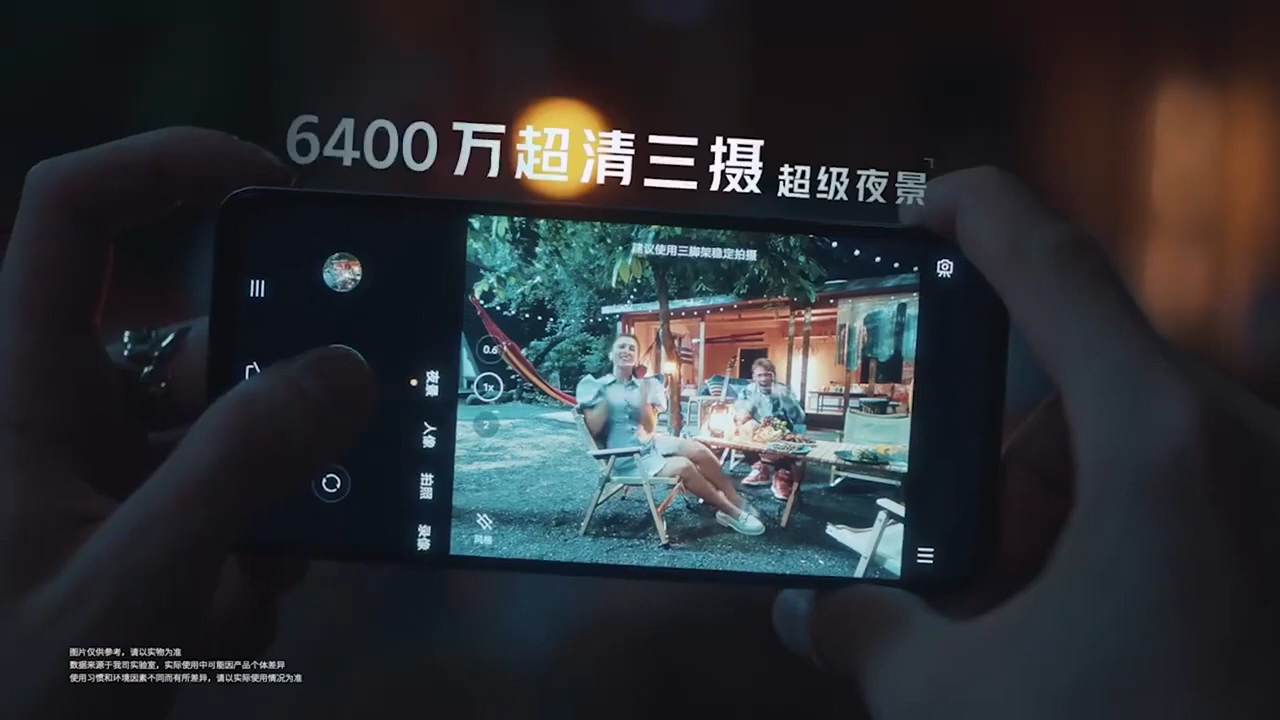 6400万超清三摄 超级夜景
建议使用三脚架稳定拍摄
0.6
1x
2
夜景
人像
拍照
录像
风格
图片仅供参考，请以实物为准
数据来源于我司实验室，实际使用中可能因产品个体差异
使用习惯和环境因素不同而有所差异，请以实际使用情况为准